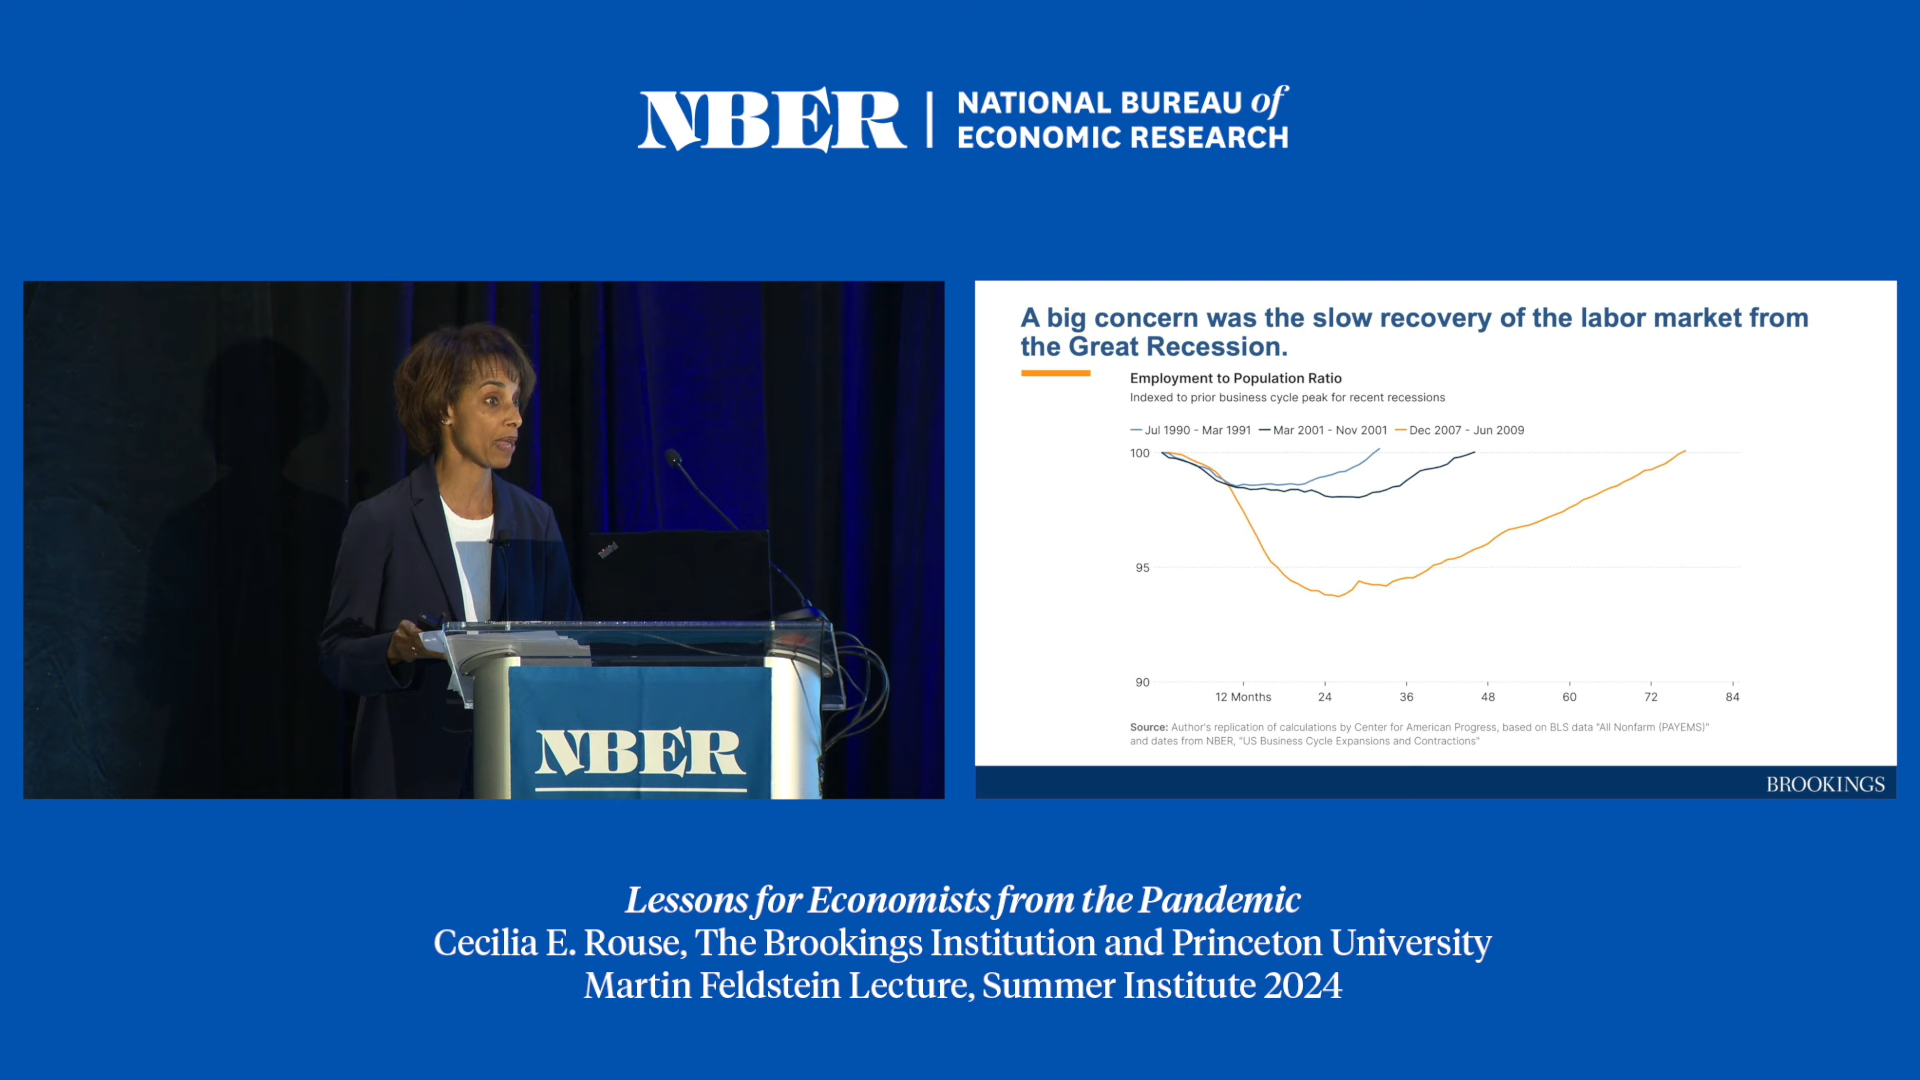 NBER | NATIONAL BUREAU of
ECONOMIC RESEARCH
A big concern was the slow recovery of the labor market from
the Great Recession.
Employment to Population Ratio
Indexed to prior business cycle peak for recent recessions
Jul 1990 - Mar 1991 Mar 2001 - Nov 2001 Dec 2007 - Jun 2009
100
95
90
12 Months 24 36 48 60 72 84
Source: Author's replication of calculations by Center for American Progress, based on BLS data "All Nonfarm (PAYEMS)"
and dates from NBER, "US Business Cycle Expansions and Contractions"
BROOKINGS
NBER
Lessons for Economists from the Pandemic
Cecilia E. Rouse, The Brookings Institution and Princeton University
Martin Feldstein Lecture, Summer Institute 2024